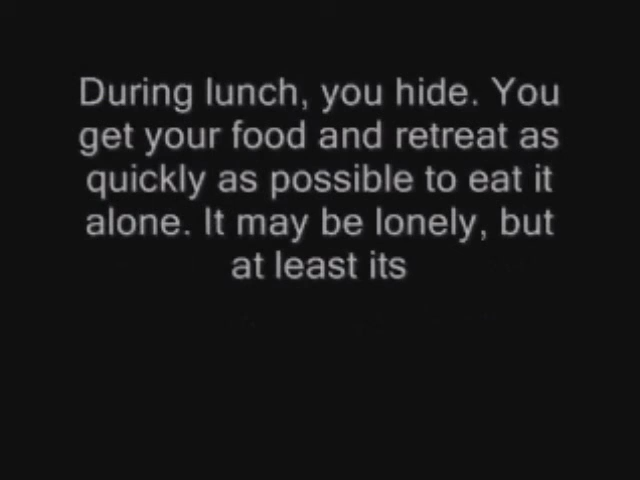 During lunch, you hide. You
get your food and retreat as
quickly as possible to eat it
alone. It may be lonely, but
at least its